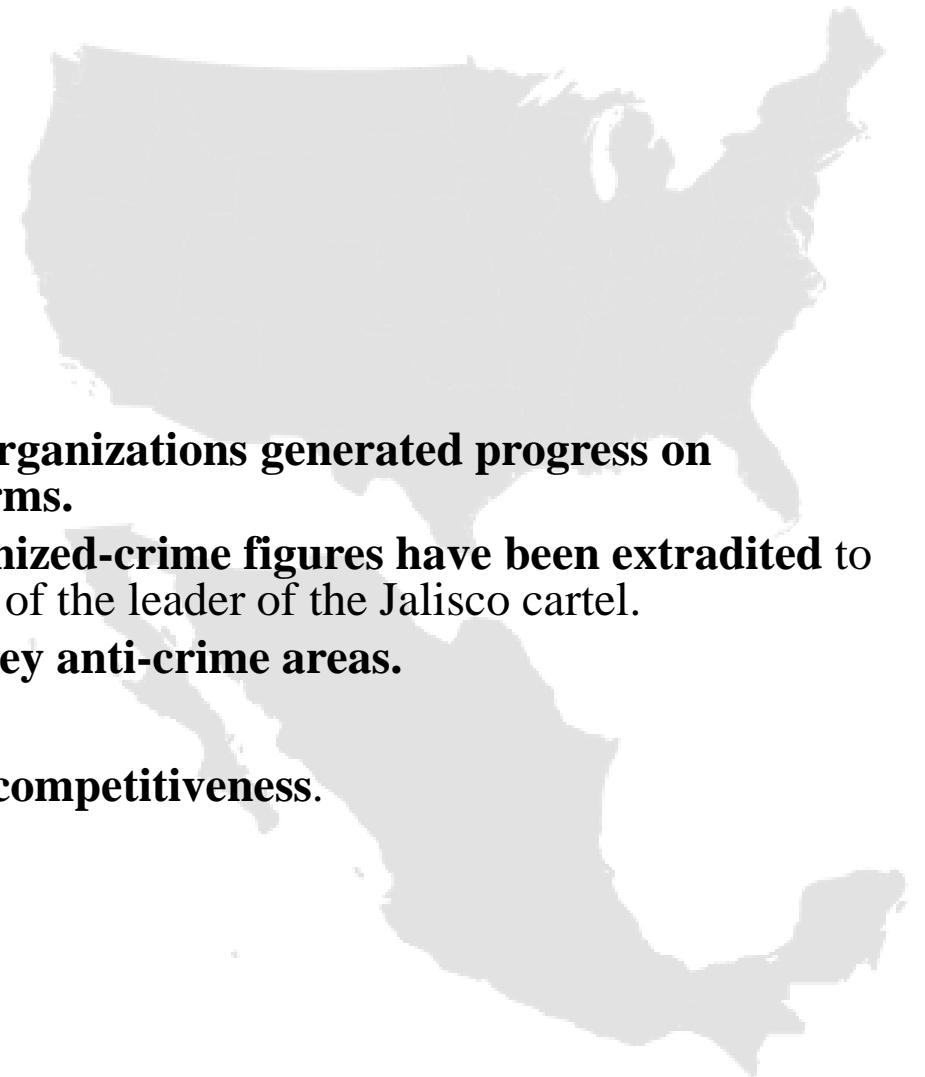 rganizations generated progress on
rms.
nized-crime figures have been extradited to
of the leader of the Jalisco cartel.
ey anti-crime areas.
competitiveness.